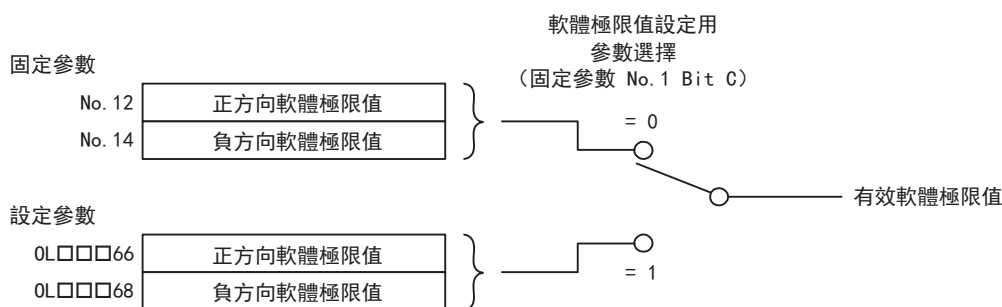 軟體極限值設定用
參數選擇
（固定參數 No.1 Bit C）
固定參數
No.12 正方向軟體極限值
No.14 負方向軟體極限值
= 0
有效軟體極限值
設定參數
OL□□□66 正方向軟體極限值
OL□□□68 負方向軟體極限值
= 1